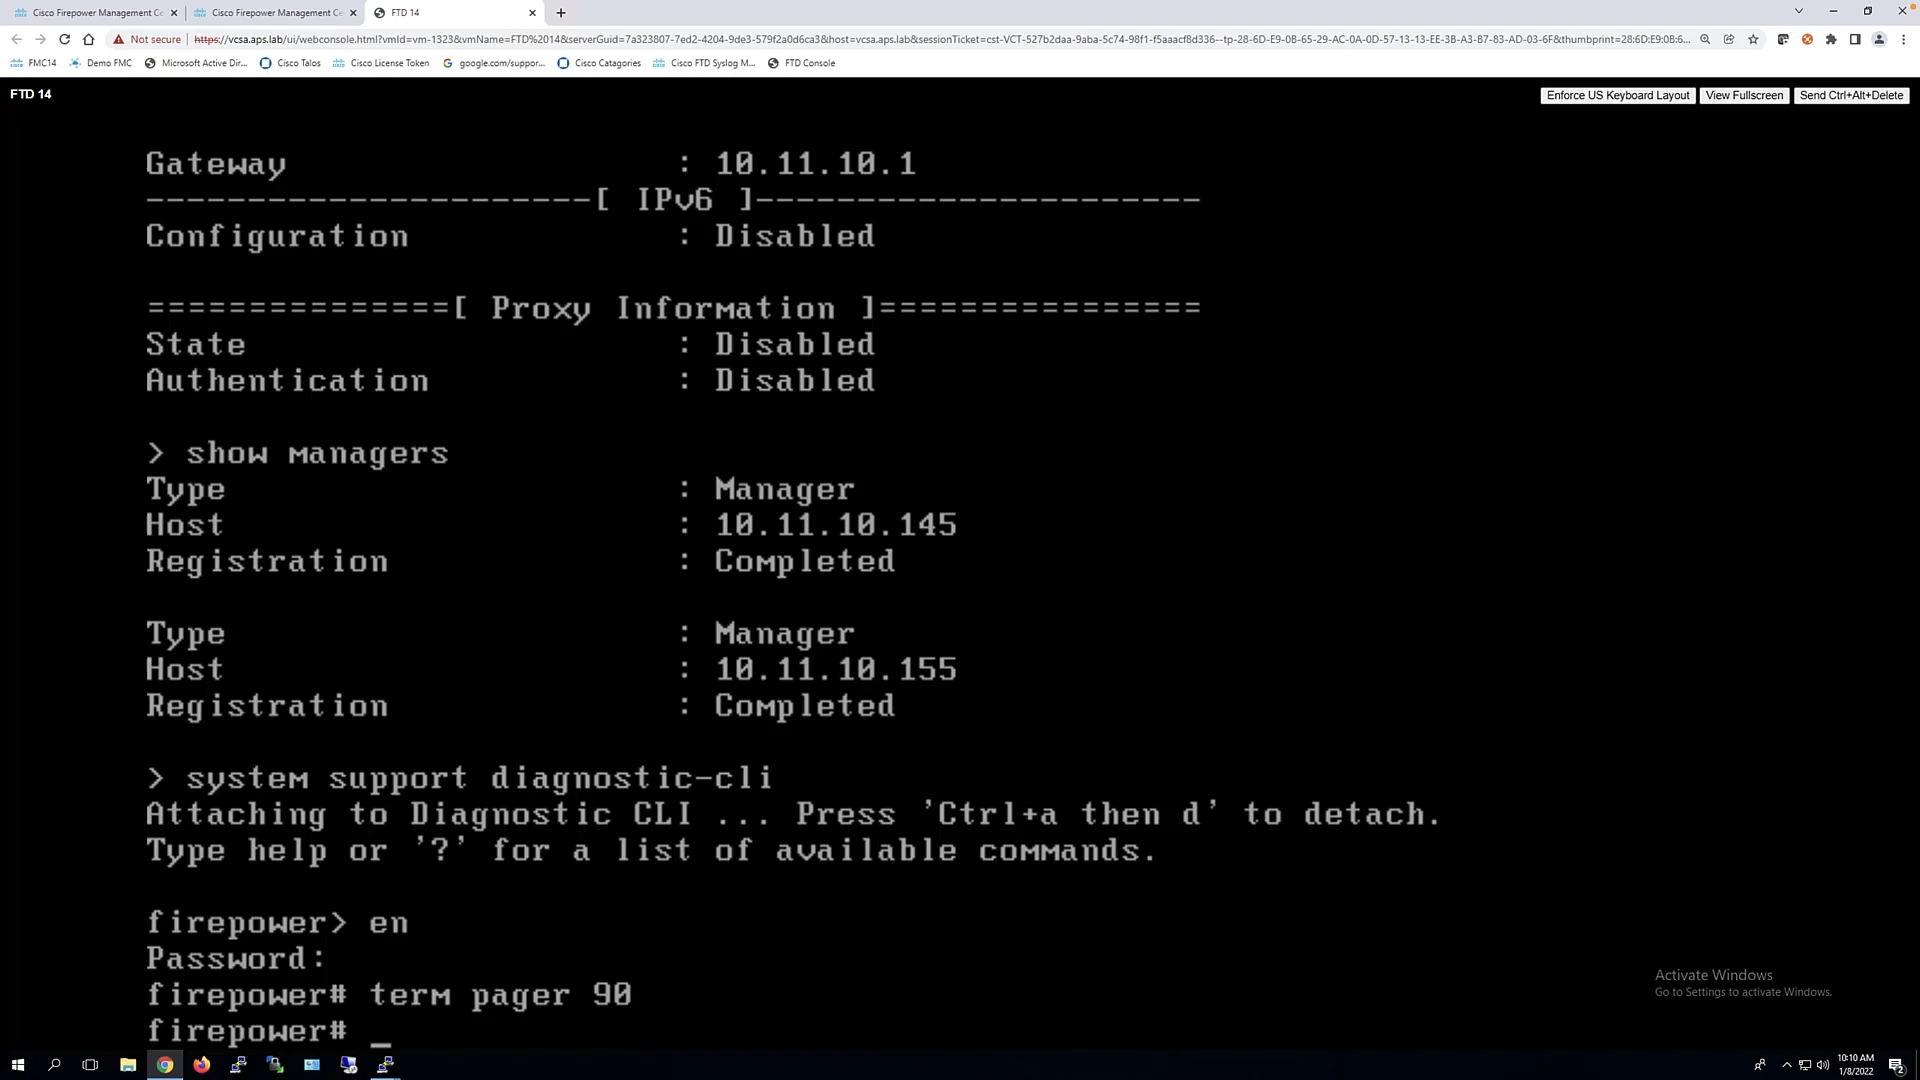 Cisco Firepower Management Ce
Cisco Firepower Management Ce
FTD 14
Not secure
https://vcsa.aps.lab/ui/webconsole.html?vmId=vm-1323&vmName=FTD%2014&serverGuid=7a323807-7ed2-4204-9de3-579f2a0d6ca3&host=vcsa.aps.lab&sessionTicket=cst-VCT-527b2daa-9aba-5c74-98f1-f5aaacf8d336--tp-28-6D-E9-0B-65-29-AC-0A-0D-57-13-13-EE-3B-A3-B7-83-AD-03-6F&thumbprint=28:6D:E9:0B:6...
FMC14
Demo FMC
Microsoft Active Dir...
Cisco Talos
Cisco License Token
google.com/suppor...
Cisco Catagories
Cisco FTD Syslog M...
FTD Console
FTD 14
Enforce US Keyboard Layout
View Fullscreen
Send Ctrl+Alt+Delete
Gateway : 10.11.10.1
----------------------[ IPv6 ]----------------------
Configuration : Disabled
===============[ Proxy Information ]================
State : Disabled
Authentication : Disabled
> show managers
Type : Manager
Host : 10.11.10.145
Registration : Completed
Type : Manager
Host : 10.11.10.155
Registration : Completed
> system support diagnostic-cli
Attaching to Diagnostic CLI ... Press 'Ctrl+a then d' to detach.
Type help or '?' for a list of available commands.
firepower> en
Password:
firepower# term pager 90
firepower# _
Activate Windows
Go to Settings to activate Windows.
10:10 AM
1/8/2022
2